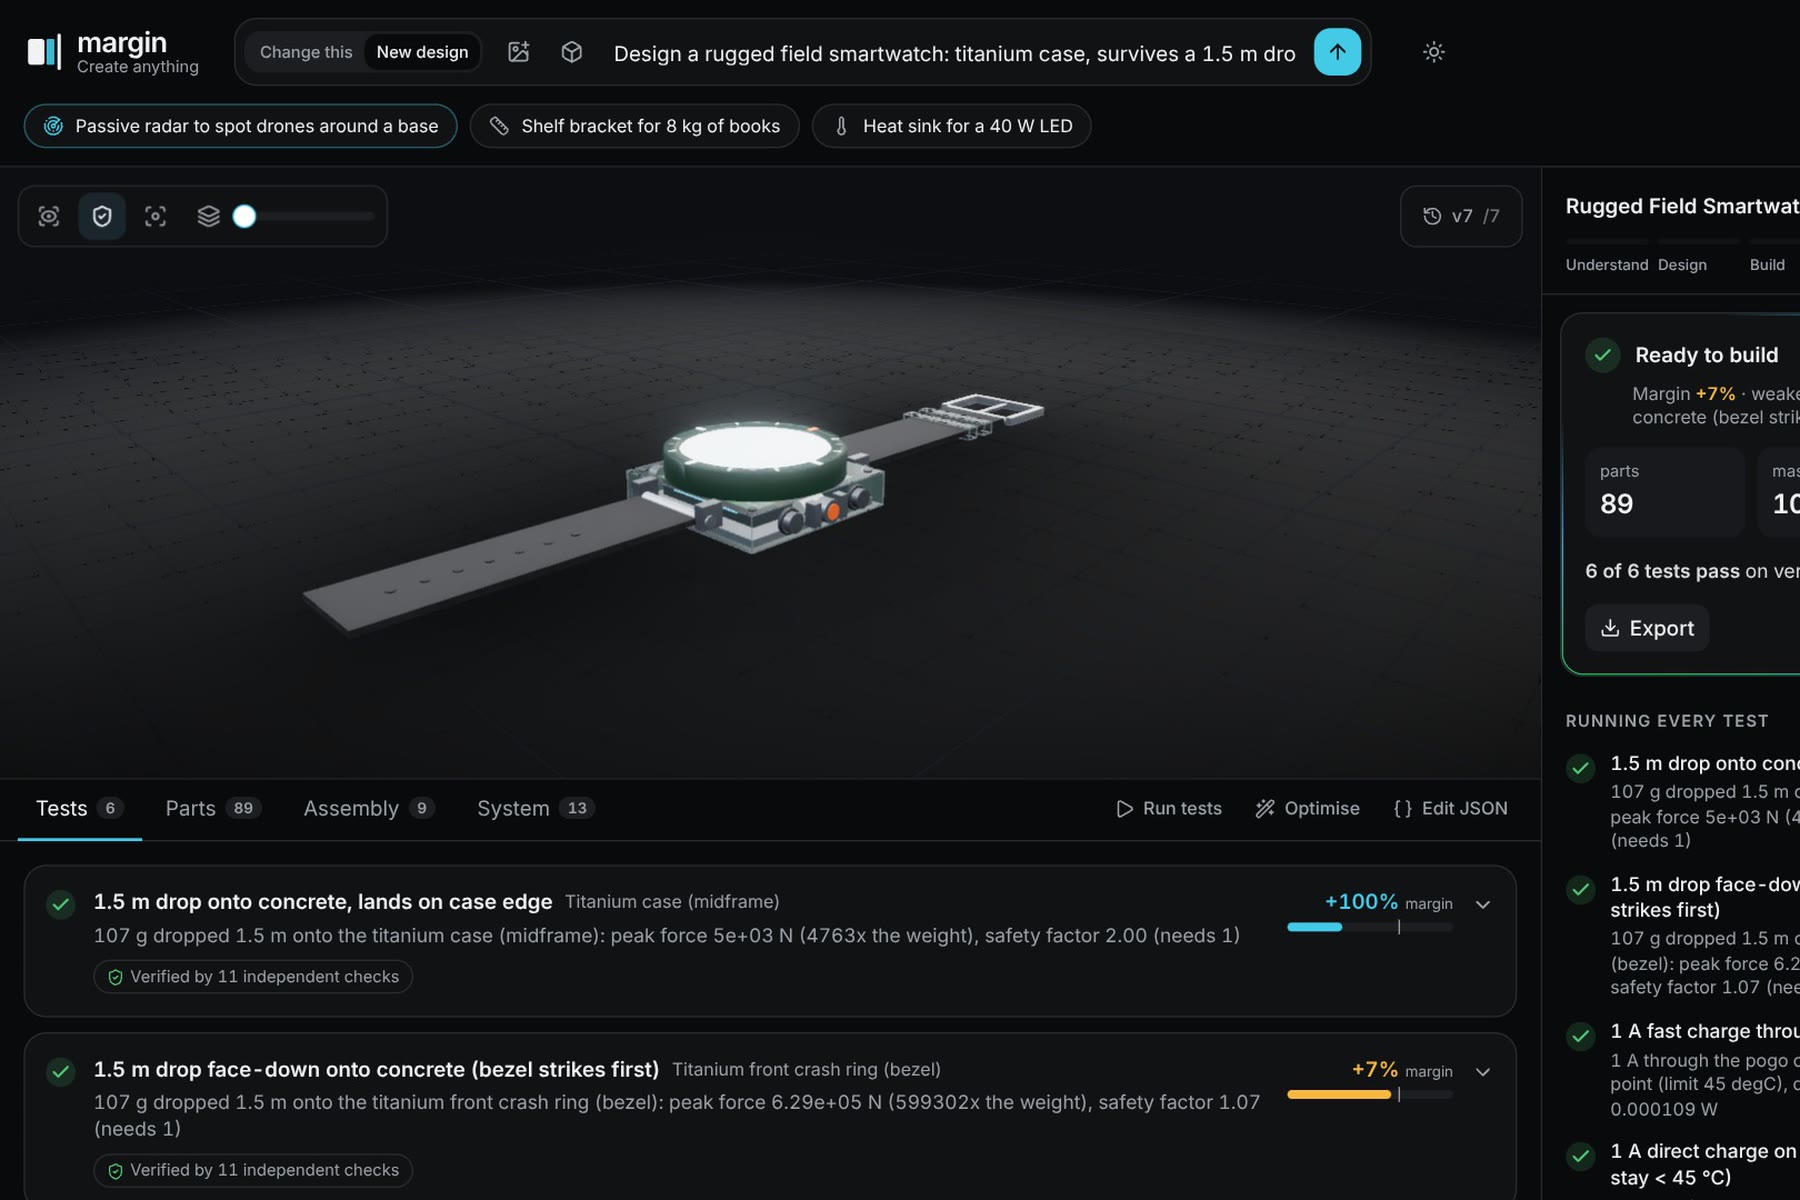 margin
Create anything
Change this
New design
Design a rugged field smartwatch: titanium case, survives a 1.5 m dro
Passive radar to spot drones around a base
Shelf bracket for 8 kg of books
Heat sink for a 40 W LED
v7 /7
Rugged Field Smartwat
Understand Design Build
Ready to build
Margin +7% · weake
concrete (bezel strik
parts
89
mas
10
6 of 6 tests pass on ver
Export
RUNNING EVERY TEST
1.5 m drop onto conc
107 g dropped 1.5 m o
peak force 5e+03 N (4
(needs 1)
1.5 m drop face-dow
strikes first)
107 g dropped 1.5 m o
(bezel): peak force 6.2
safety factor 1.07 (nee
1 A fast charge throu
1 A through the pogo c
point (limit 45 degC), d
0.000109 W
1 A direct charge on
stay < 45 °C)
Tests 6
Parts 89
Assembly 9
System 13
Run tests
Optimise
{ } Edit JSON
1.5 m drop onto concrete, lands on case edge Titanium case (midframe)
+100% margin
107 g dropped 1.5 m onto the titanium case (midframe): peak force 5e+03 N (4763x the weight), safety factor 2.00 (needs 1)
Verified by 11 independent checks
1.5 m drop face-down onto concrete (bezel strikes first) Titanium front crash ring (bezel)
+7% margin
107 g dropped 1.5 m onto the titanium front crash ring (bezel): peak force 6.29e+05 N (599302x the weight), safety factor 1.07
(needs 1)
Verified by 11 independent checks